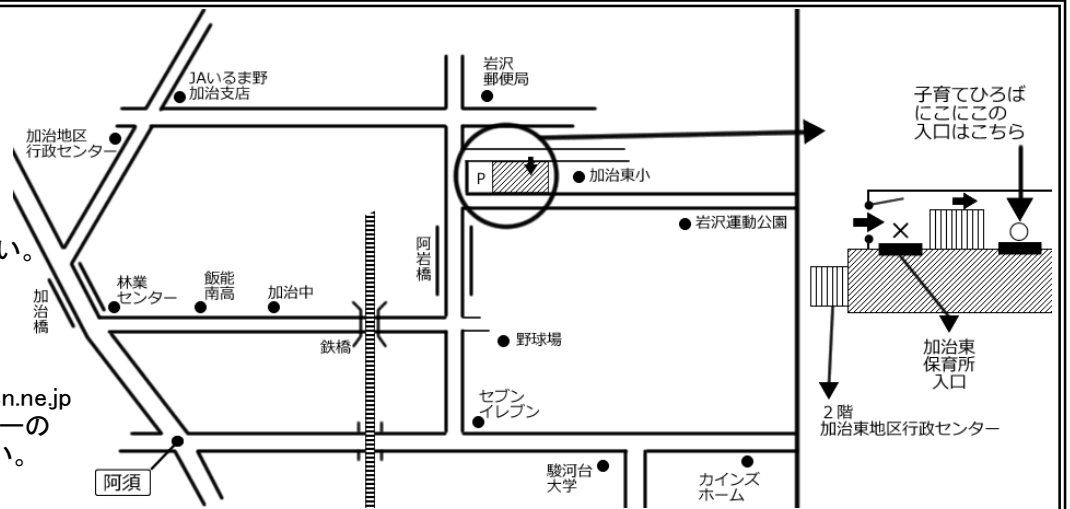 JAいるま野
加治支店
岩沢
郵便局
加治地区
行政センター
P
加治東小
岩沢運動公園
い。
阿岩橋
加治橋
林業
センター
飯能
南高
加治中
鉄橋
野球場
sn.ne.jp
ーの
い。
セブン
イレブン
阿須
駿河台
大学
カインズ
ホーム
子育てひろば
にこにこの
入口はこちら
加治東
保育所
入口
2階
加治東地区行政センター